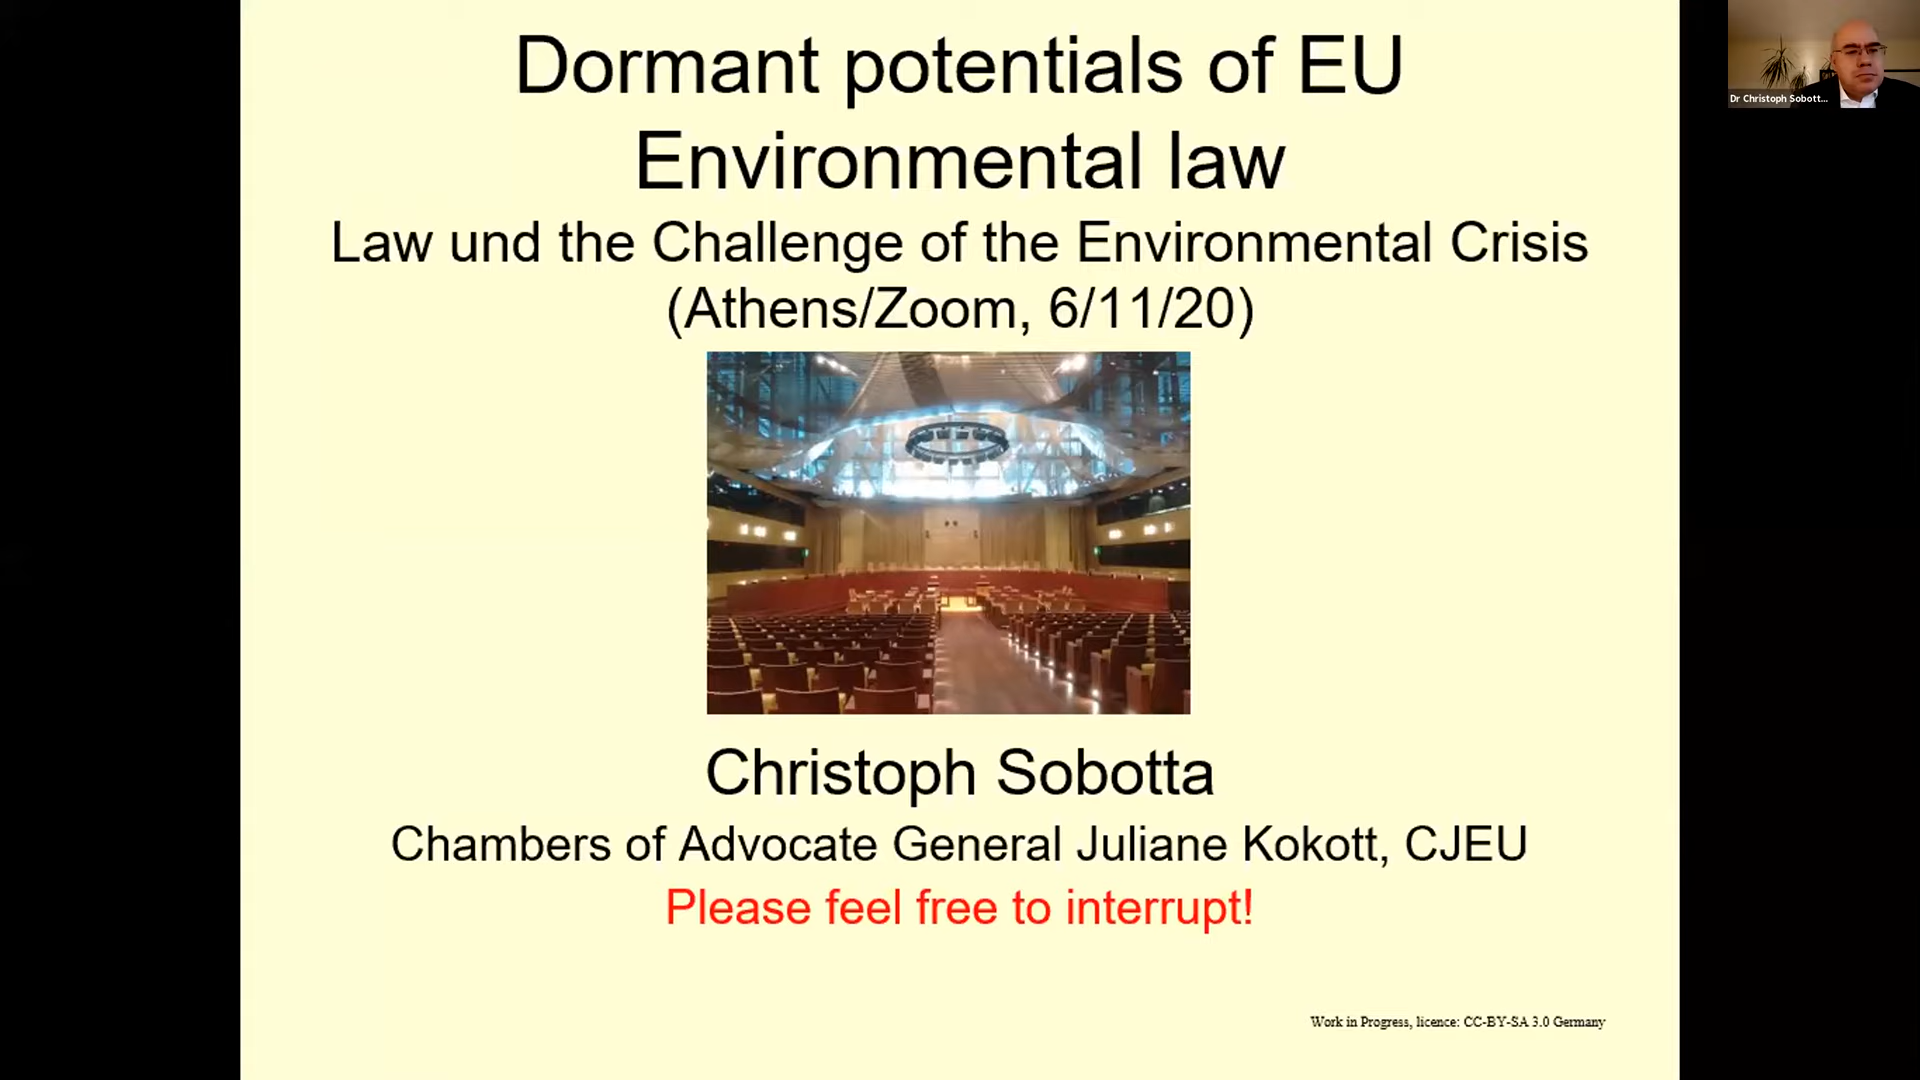 Dormant potentials of EU
Environmental law
Law und the Challenge of the Environmental Crisis
(Athens/Zoom, 6/11/20)
Christoph Sobotta
Chambers of Advocate General Juliane Kokott, CJEU
Please feel free to interrupt!
Work in Progress, licence: CC-BY-SA 3.0 Germany
Dr Christoph Sobott...